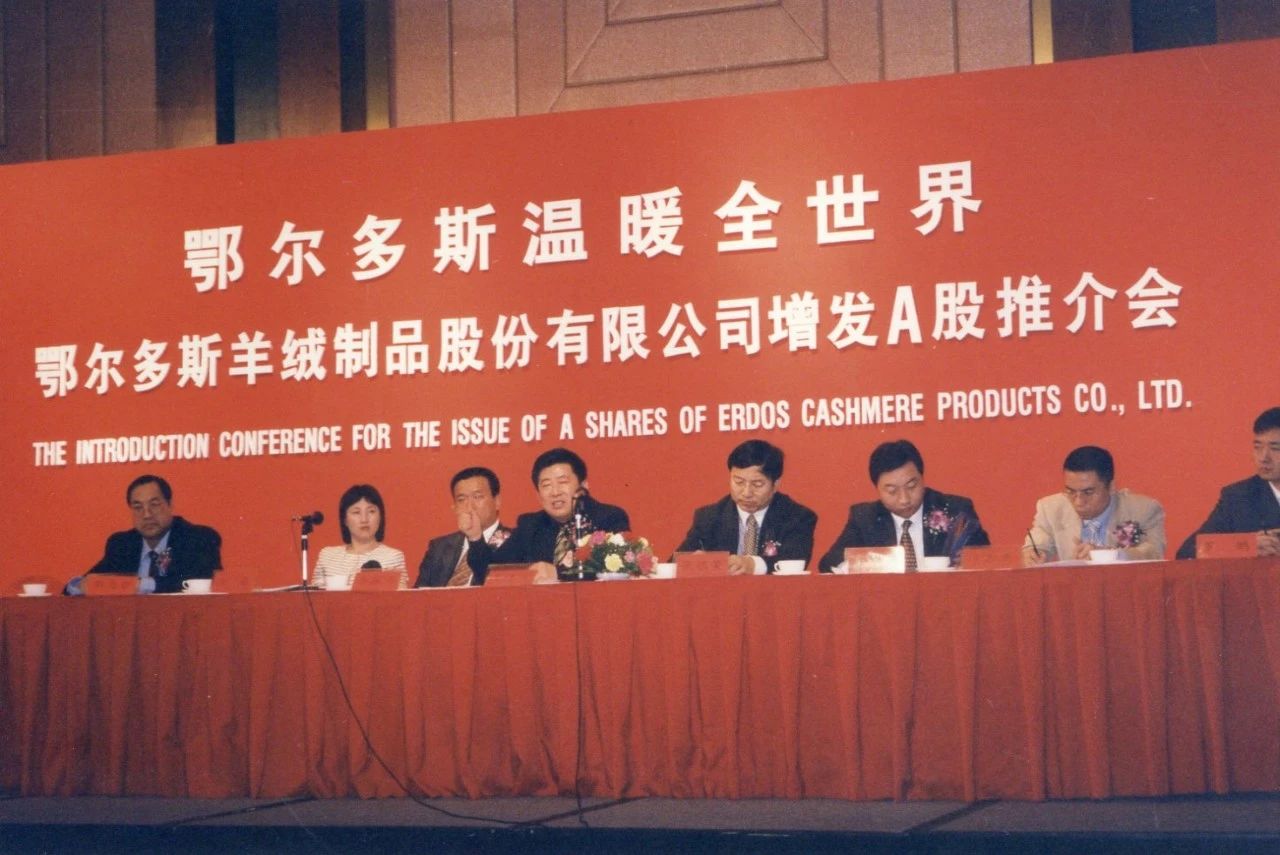 鄂尔多斯温暖全世界
鄂尔多斯羊绒制品股份有限公司增发A股推介会
THE INTRODUCTION CONFERENCE FOR THE ISSUE OF A SHARES OF ERDOS CASHMERE PRODUCTS CO., LTD.